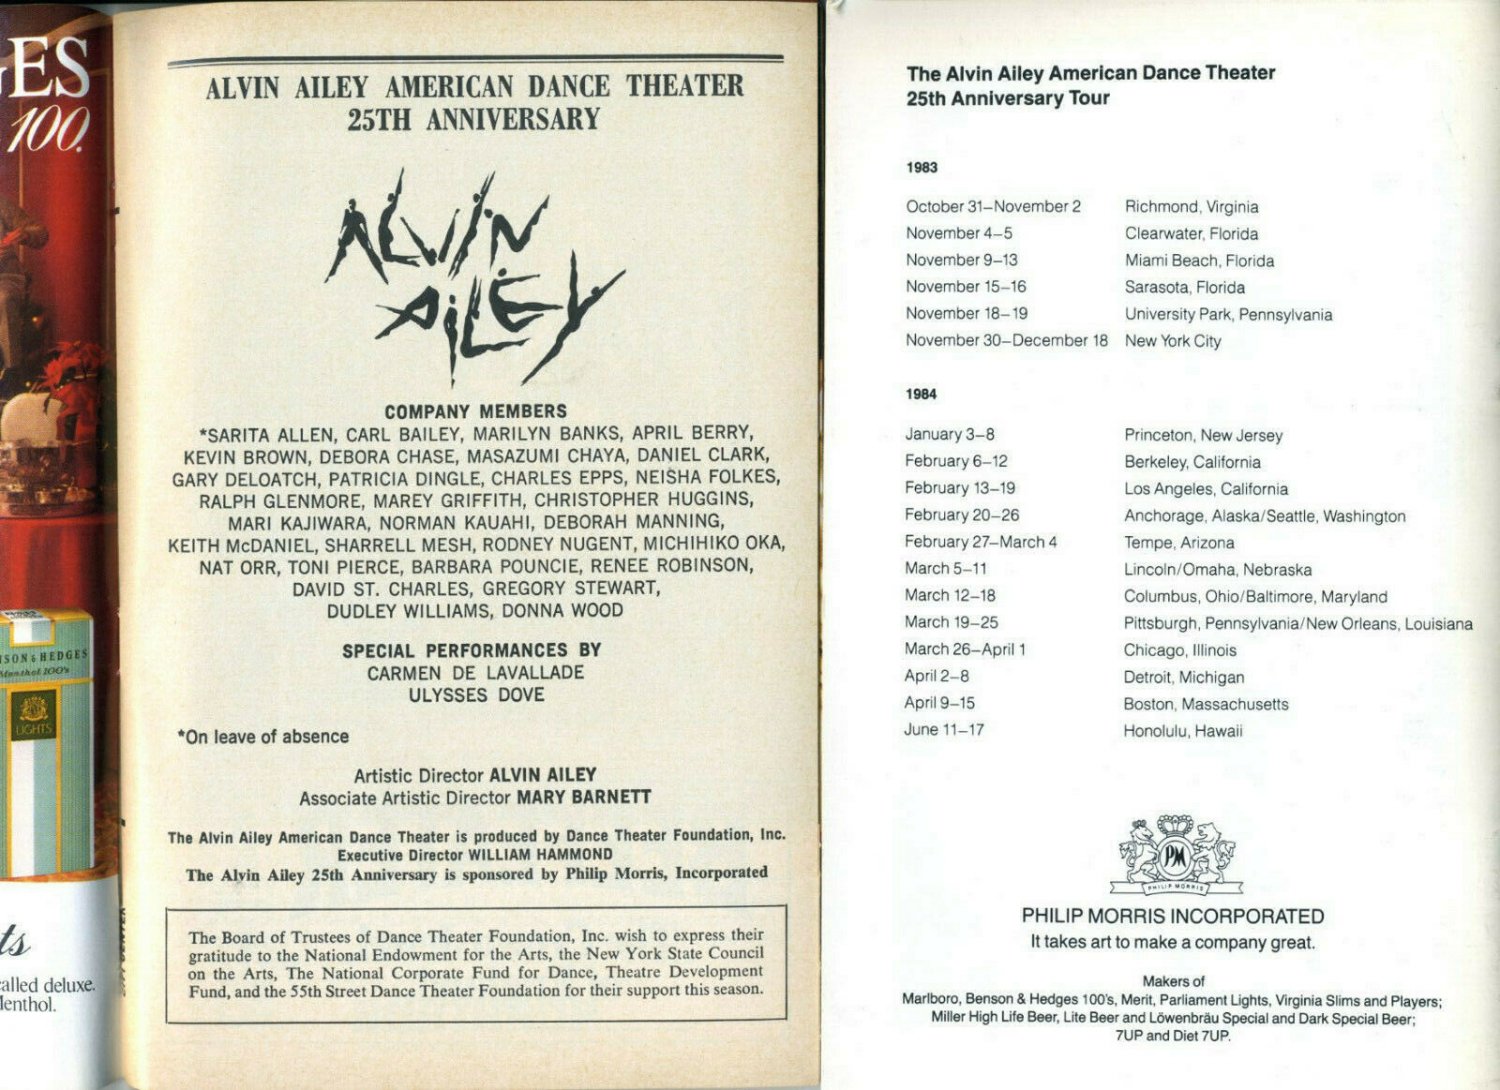 ES
100.
SON & HEDGES
Menthol 100's
LIGHTS
ts
called deluxe.
Menthol.
ALVIN AILEY AMERICAN DANCE THEATER
25TH ANNIVERSARY
ALVIN
AILEY
COMPANY MEMBERS
*SARITA ALLEN, CARL BAILEY, MARILYN BANKS, APRIL BERRY,
KEVIN BROWN, DEBORA CHASE, MASAZUMI CHAYA, DANIEL CLARK,
GARY DELOATCH, PATRICIA DINGLE, CHARLES EPPS, NEISHA FOLKES,
RALPH GLENMORE, MAREY GRIFFITH, CHRISTOPHER HUGGINS,
MARI KAJIWARA, NORMAN KAUAHI, DEBORAH MANNING,
KEITH McDANIEL, SHARRELL MESH, RODNEY NUGENT, MICHIHIKO OKA,
NAT ORR, TONI PIERCE, BARBARA POUNCIE, RENEE ROBINSON,
DAVID ST. CHARLES, GREGORY STEWART,
DUDLEY WILLIAMS, DONNA WOOD
SPECIAL PERFORMANCES BY
CARMEN DE LAVALLADE
ULYSSES DOVE
*On leave of absence
Artistic Director ALVIN AILEY
Associate Artistic Director MARY BARNETT
The Alvin Ailey American Dance Theater is produced by Dance Theater Foundation, Inc.
Executive Director WILLIAM HAMMOND
The Alvin Ailey 25th Anniversary is sponsored by Philip Morris, Incorporated
The Board of Trustees of Dance Theater Foundation, Inc. wish to express their
gratitude to the National Endowment for the Arts, the New York State Council
on the Arts, The National Corporate Fund for Dance, Theatre Development
Fund, and the 55th Street Dance Theater Foundation for their support this season.
The Alvin Ailey American Dance Theater
25th Anniversary Tour
1983
October 31–November 2 Richmond, Virginia
November 4–5 Clearwater, Florida
November 9–13 Miami Beach, Florida
November 15–16 Sarasota, Florida
November 18–19 University Park, Pennsylvania
November 30–December 18 New York City
1984
January 3–8 Princeton, New Jersey
February 6–12 Berkeley, California
February 13–19 Los Angeles, California
February 20–26 Anchorage, Alaska/Seattle, Washington
February 27–March 4 Tempe, Arizona
March 5–11 Lincoln/Omaha, Nebraska
March 12–18 Columbus, Ohio/Baltimore, Maryland
March 19–25 Pittsburgh, Pennsylvania/New Orleans, Louisiana
March 26–April 1 Chicago, Illinois
April 2–8 Detroit, Michigan
April 9–15 Boston, Massachusetts
June 11–17 Honolulu, Hawaii
PM
PHILIP MORRIS
PHILIP MORRIS INCORPORATED
It takes art to make a company great.
Makers of
Marlboro, Benson & Hedges 100's, Merit, Parliament Lights, Virginia Slims and Players;
Miller High Life Beer, Lite Beer and Löwenbräu Special and Dark Special Beer;
7UP and Diet 7UP.